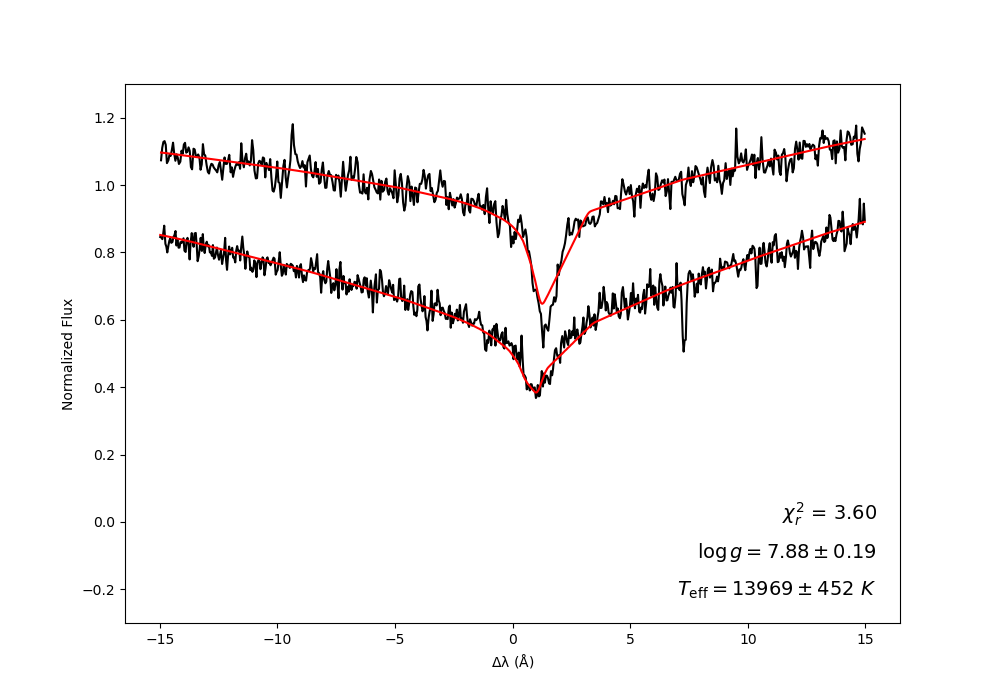 1.2
1.0
0.8
0.6
0.4
0.2
0.0
−0.2
Normalized Flux
χ²ᵣ = 3.60
log g = 7.88 ± 0.19
T_eff = 13969 ± 452 K
−15 −10 −5 0 5 10 15
Δλ (Å)